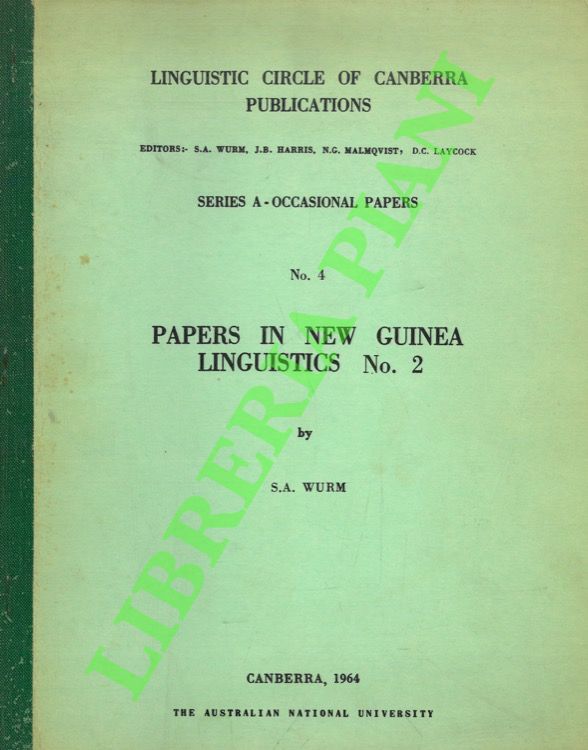 LINGUISTIC CIRCLE OF CANBERRA
PUBLICATIONS
EDITORS:- S.A. WURM, J.B. HARRIS, N.G. MALMQVIST, D.C. LAYCOCK
SERIES A - OCCASIONAL PAPERS
No. 4
PAPERS IN NEW GUINEA
LINGUISTICS No. 2
by
S.A. WURM
CANBERRA, 1964
THE AUSTRALIAN NATIONAL UNIVERSITY
LIBRERIA PIANI